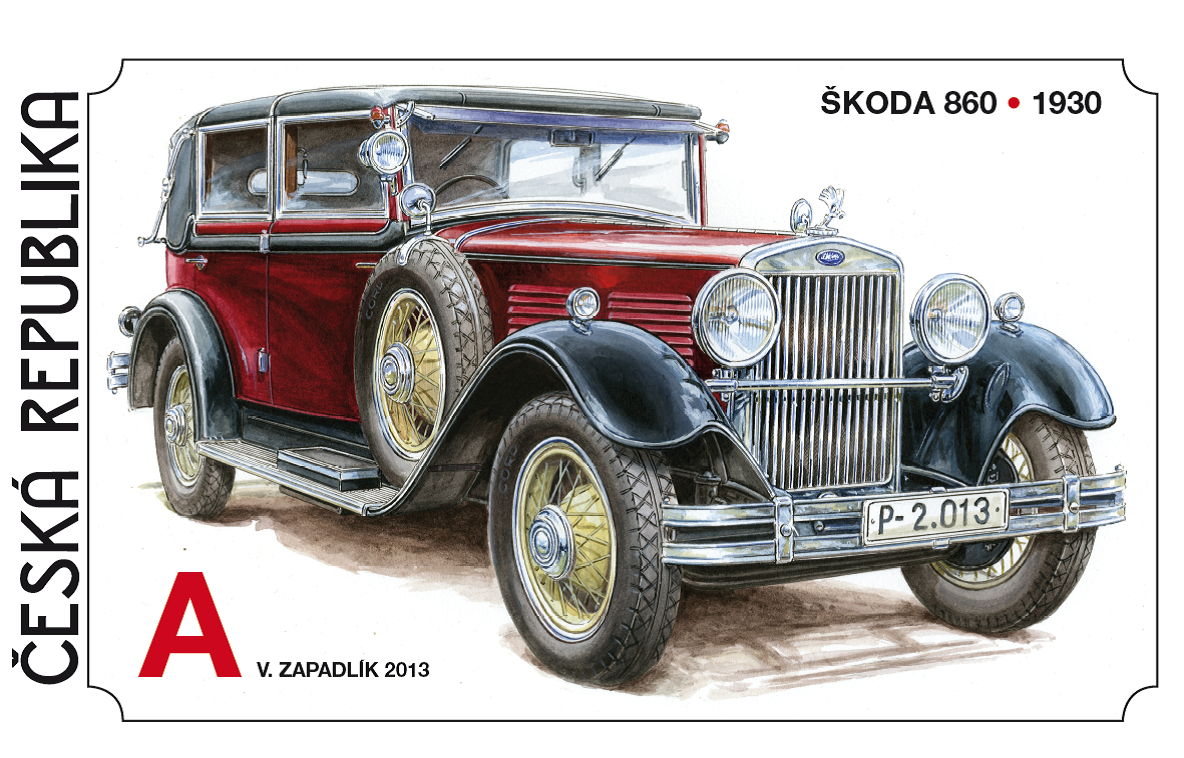 ČESKÁ REPUBLIKA
ŠKODA 860 • 1930
P-2.013
A
V. ZAPADLÍK 2013